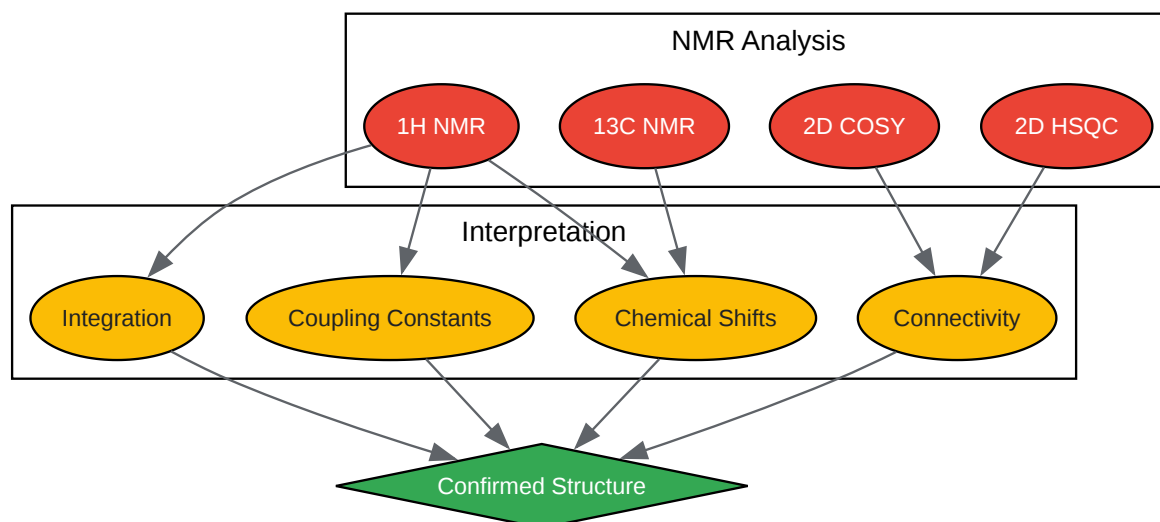 NMR Analysis
1H NMR
13C NMR
2D COSY
2D HSQC
Interpretation
Integration
Coupling Constants
Chemical Shifts
Connectivity
Confirmed Structure